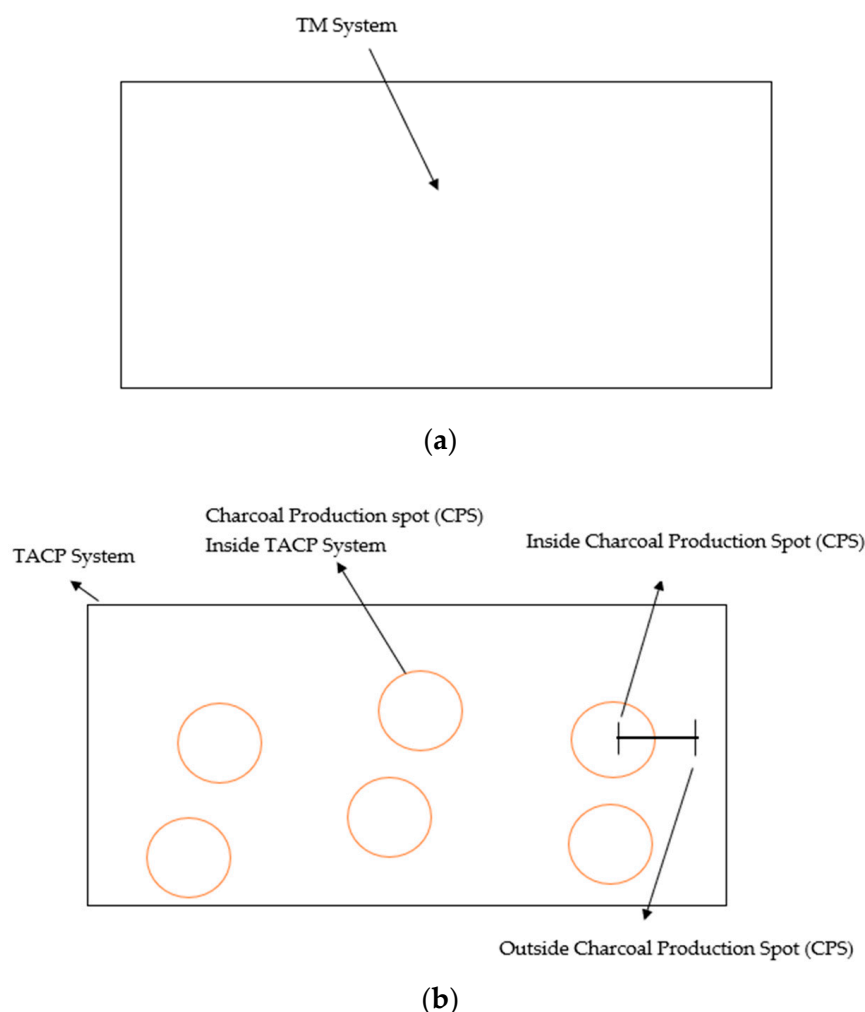 TM System
(a)
Charcoal Production spot (CPS)
Inside TACP System
TACP System
Inside Charcoal Production Spot (CPS)
Outside Charcoal Production Spot (CPS)
(b)